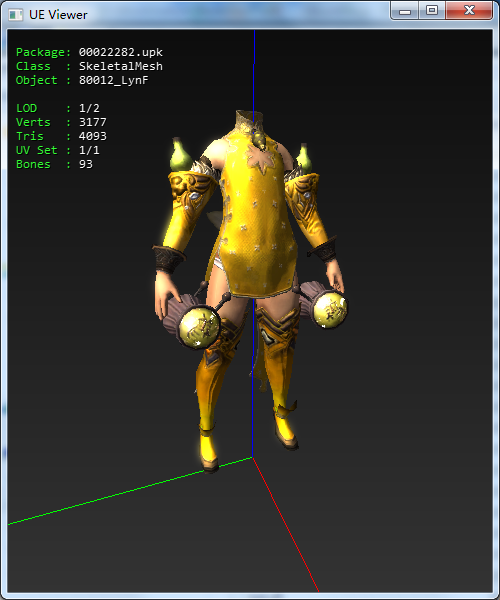 UE Viewer
Package: 00022282.upk
Class : SkeletalMesh
Object : 80012_LynF
LOD : 1/2
Verts : 3177
Tris : 4093
UV Set : 1/1
Bones : 93